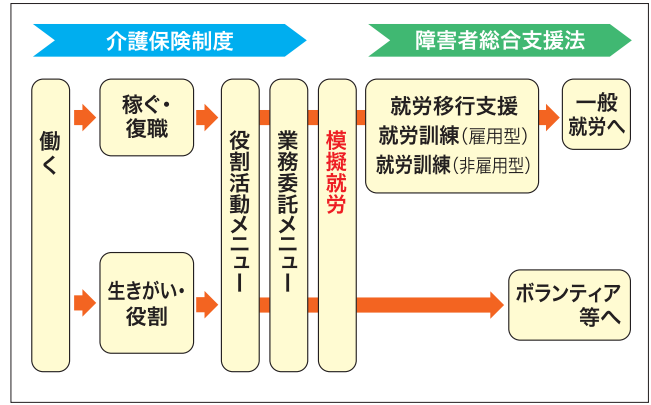 介護保険制度
障害者総合支援法
働く
稼ぐ・
復職
生きがい・
役割
役割活動メニュー
業務委託メニュー
模擬就労
就労移行支援
就労訓練（雇用型）
就労訓練（非雇用型）
一般
就労へ
ボランティア
等へ